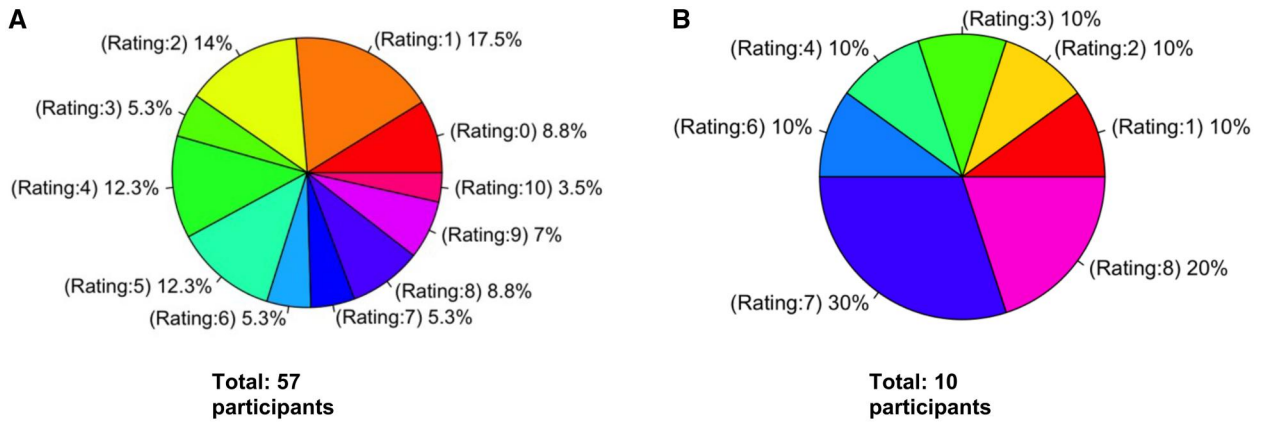 A
(Rating:2) 14%
(Rating:1) 17.5%
(Rating:3) 5.3%
(Rating:0) 8.8%
(Rating:4) 12.3%
(Rating:10) 3.5%
(Rating:9) 7%
(Rating:5) 12.3%
(Rating:8) 8.8%
(Rating:6) 5.3%
(Rating:7) 5.3%
Total: 57
participants
B
(Rating:3) 10%
(Rating:4) 10%
(Rating:2) 10%
(Rating:6) 10%
(Rating:1) 10%
(Rating:8) 20%
(Rating:7) 30%
Total: 10
participants